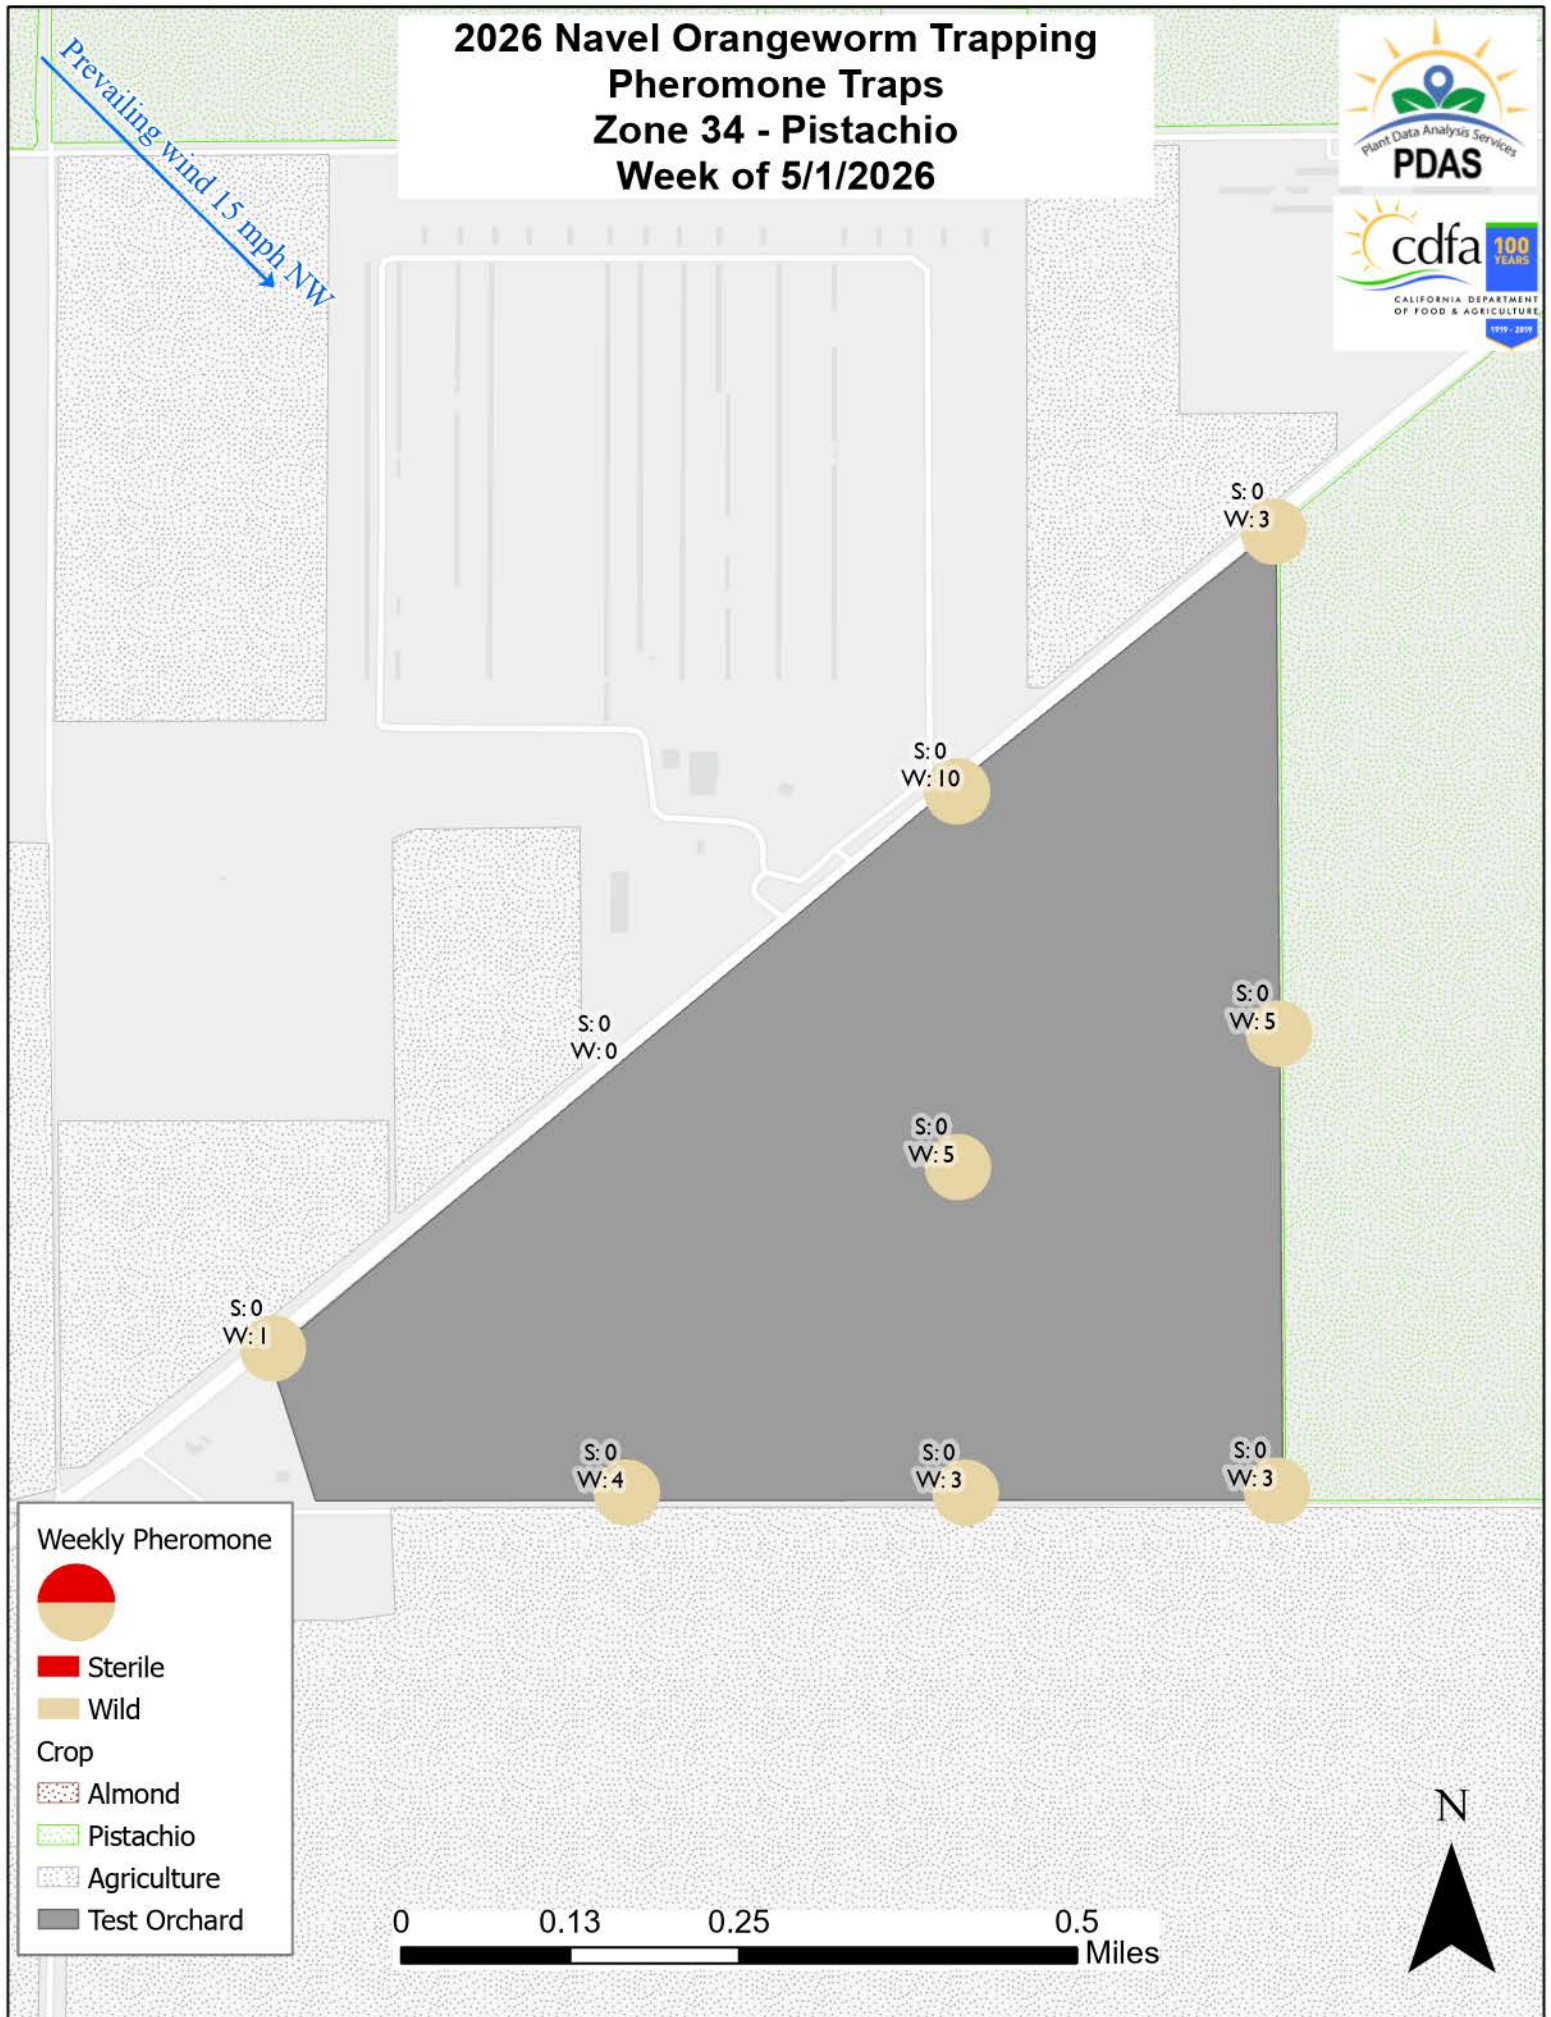 2026 Navel Orangeworm Trapping
Pheromone Traps
Zone 34 - Pistachio
Week of 5/1/2026
Prevailing wind 15 mph NW
Plant Data Analysis Services
PDAS
cdfa
100
YEARS
CALIFORNIA DEPARTMENT
OF FOOD & AGRICULTURE
1919 - 2019
S: 0
W: 3
S: 0
W: 10
S: 0
W: 5
S: 0
W: 0
S: 0
W: 5
S: 0
W: 1
S: 0
W: 4
S: 0
W: 3
S: 0
W: 3
Weekly Pheromone
Sterile
Wild
Crop
Almond
Pistachio
Agriculture
Test Orchard
0 0.13 0.25 0.5
Miles
N